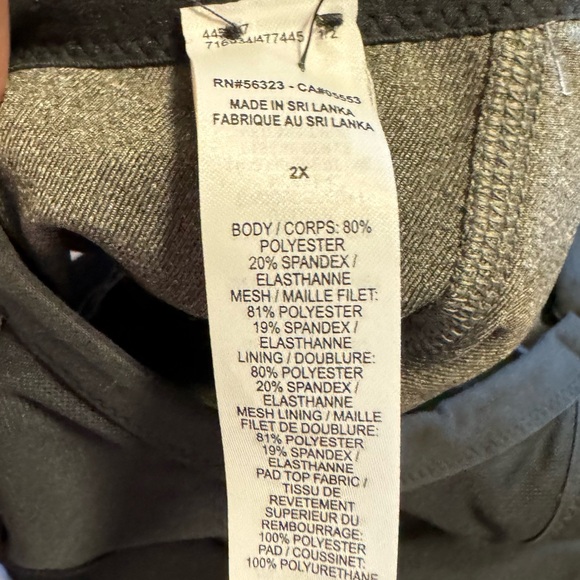 RN#56323 - CA#05553
MADE IN SRI LANKA
FABRIQUE AU SRI LANKA
2X
BODY / CORPS: 80%
POLYESTER
20% SPANDEX /
ELASTHANNE
MESH / MAILLE FILET:
81% POLYESTER
19% SPANDEX /
ELASTHANNE
LINING / DOUBLURE:
80% POLYESTER
20% SPANDEX /
ELASTHANNE
MESH LINING / MAILLE
FILET DE DOUBLURE:
81% POLYESTER
19% SPANDEX /
ELASTHANNE
PAD TOP FABRIC /
TISSU DE
REVETEMENT
SUPERIEUR DU
REMBOURRAGE:
100% POLYESTER
PAD / COUSSINET:
100% POLYURETHANE